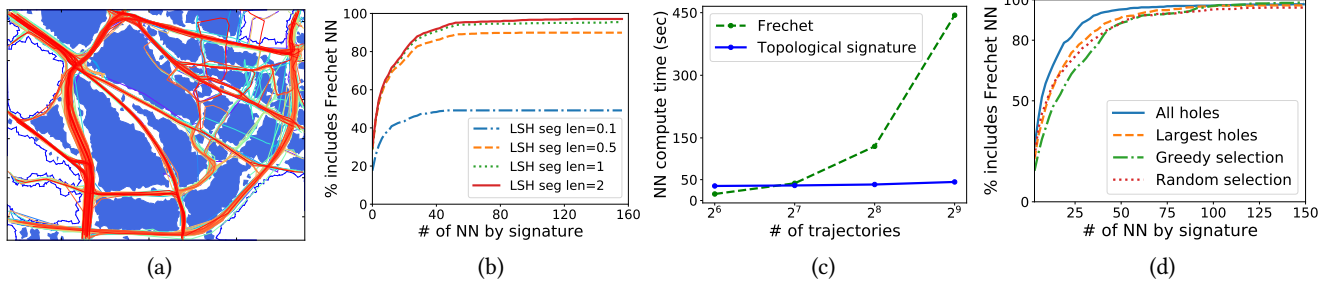 (a)
% includes Frechet NN
100
80
60
40
20
0
0 40 80 120 160
# of NN by signature
LSH seg len=0.1
LSH seg len=0.5
LSH seg len=1
LSH seg len=2
(b)
NN compute time (sec)
450
300
150
50
0
2^6 2^7 2^8 2^9
# of trajectories
Frechet
Topological signature
(c)
% includes Frechet NN
100
80
50
0
25 50 75 100 125 150
# of NN by signature
All holes
Largest holes
Greedy selection
Random selection
(d)